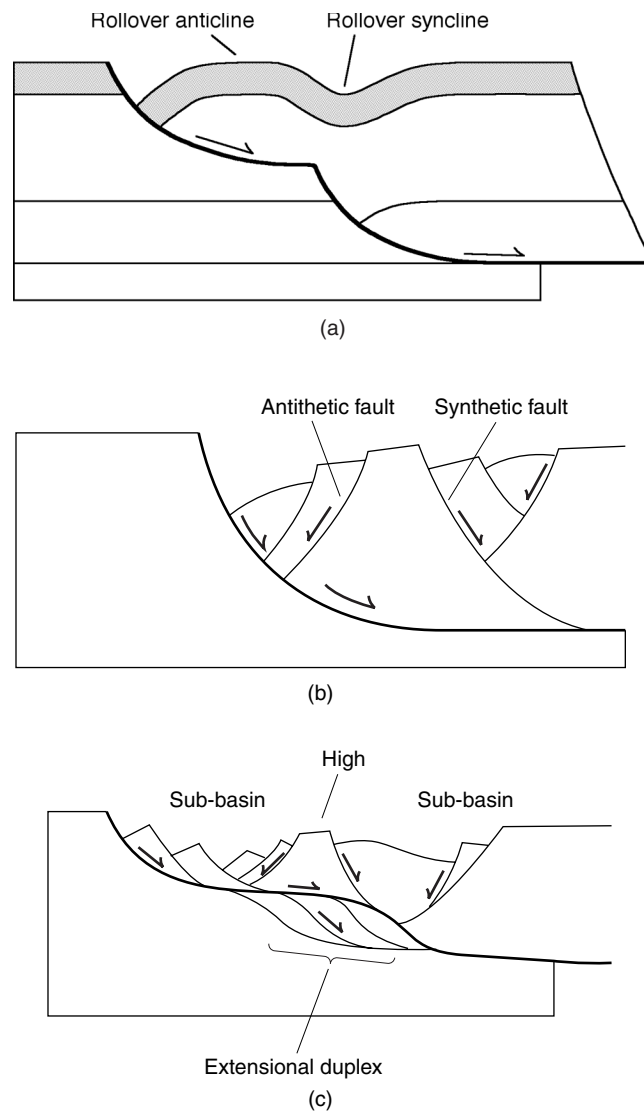 Rollover anticline Rollover syncline
(a)
Antithetic fault Synthetic fault
(b)
High
Sub-basin Sub-basin
Extensional duplex
(c)